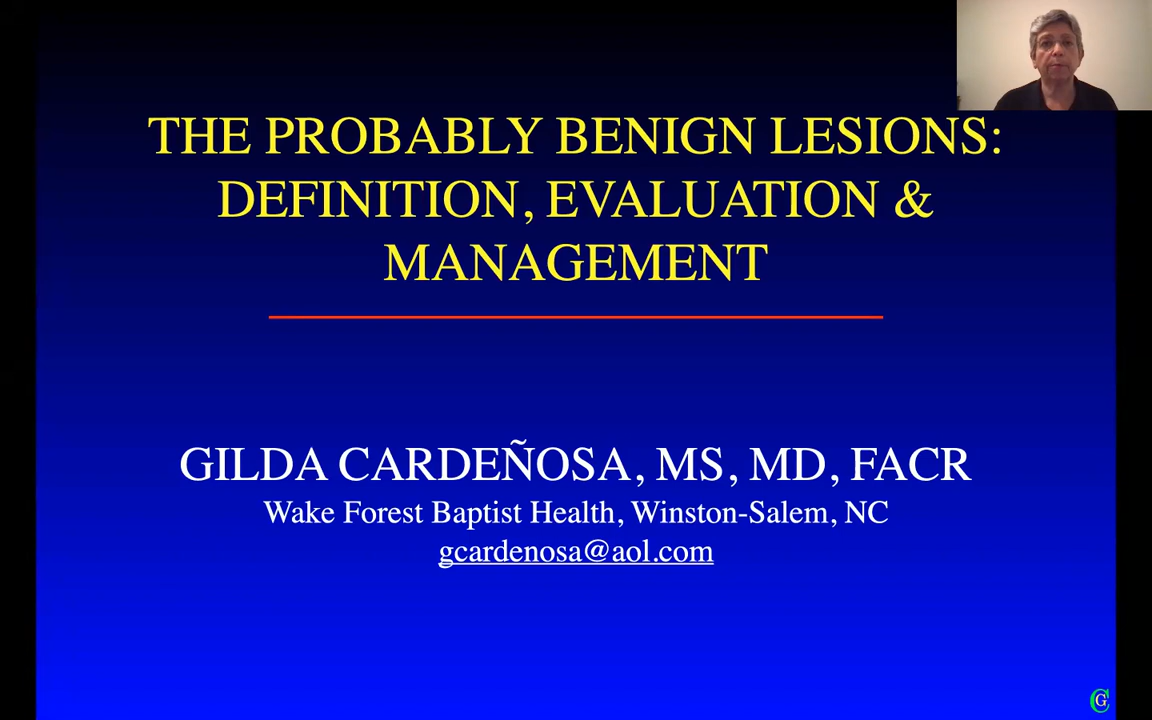 THE PROBABLY BENIGN LESIONS:
DEFINITION, EVALUATION &
MANAGEMENT
GILDA CARDEÑOSA, MS, MD, FACR
Wake Forest Baptist Health, Winston-Salem, NC
gcardenosa@aol.com
CG